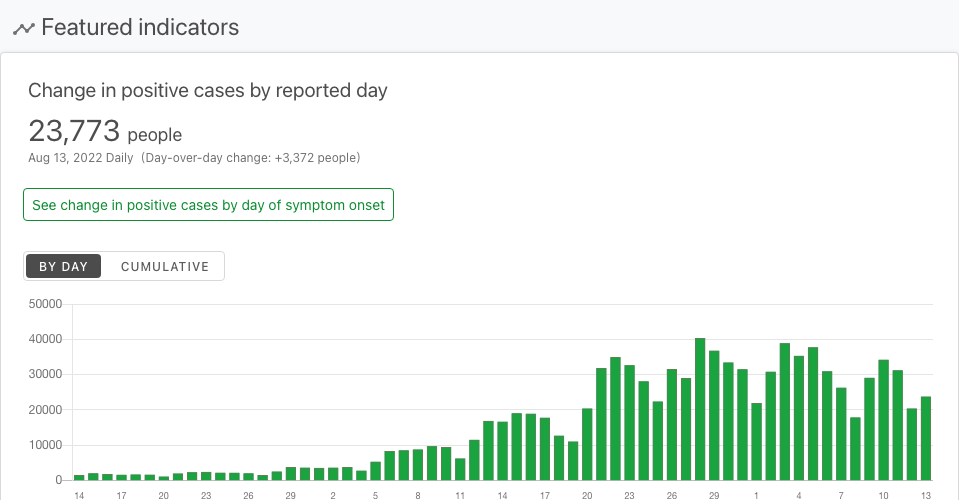 Featured indicators
Change in positive cases by reported day
23,773 people
Aug 13, 2022 Daily (Day-over-day change: +3,372 people)
See change in positive cases by day of symptom onset
BY DAY CUMULATIVE
50000
40000
30000
20000
10000
0
14 17 20 23 26 29 2 5 8 11 14 17 20 23 26 29 1 4 7 10 13